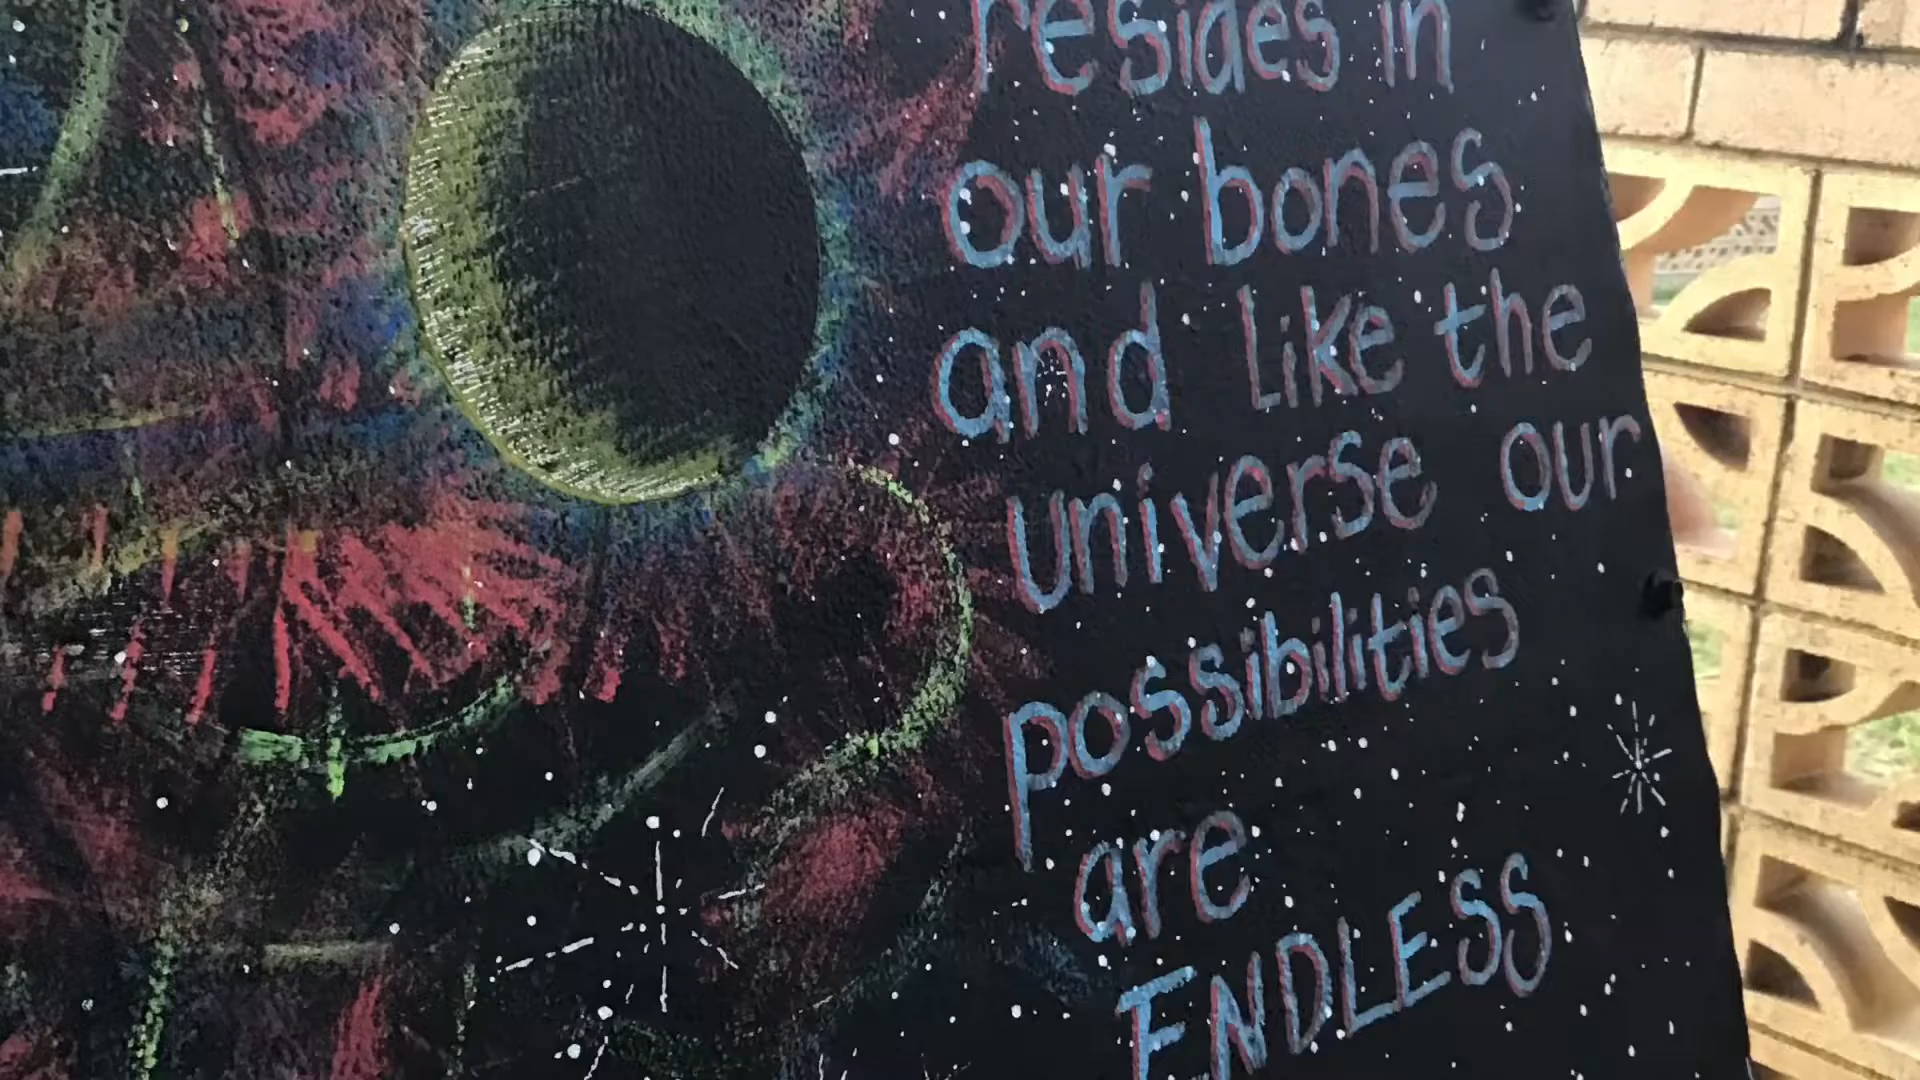 resides in
our bones
and like the
universe our
possibilities
are
ENDLESS